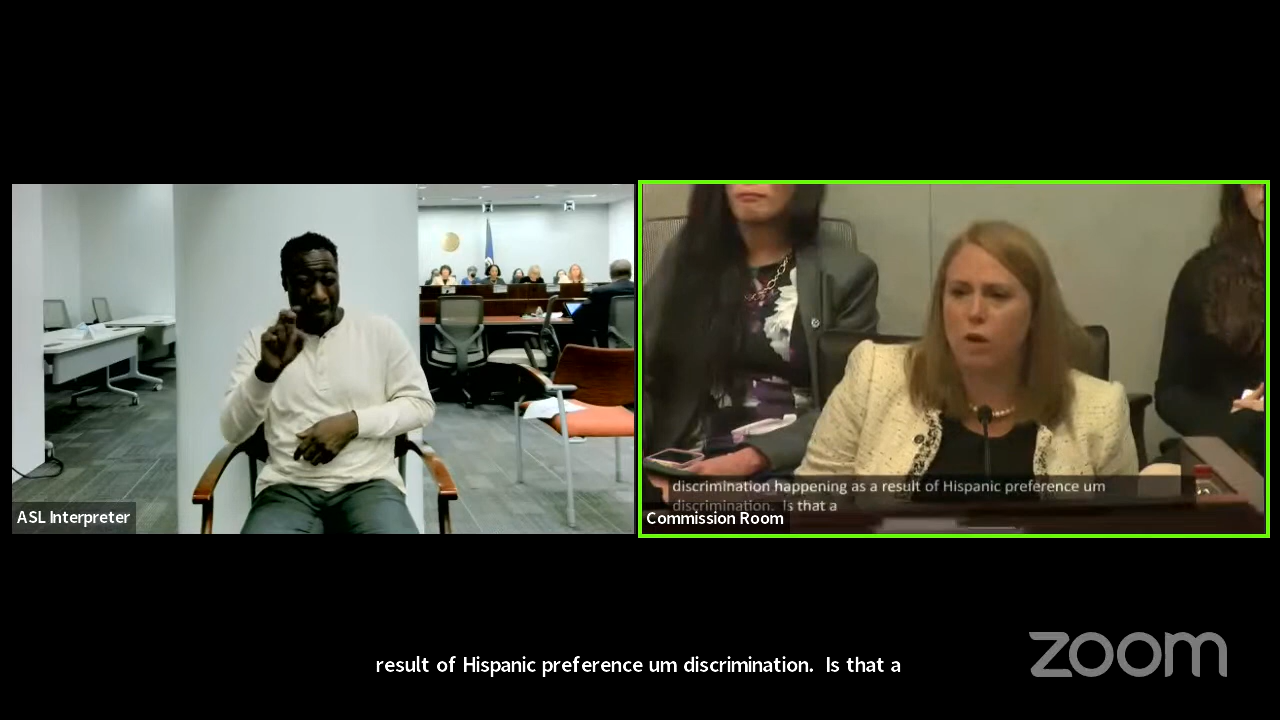 discrimination happening as a result of Hispanic preference um
discrimination. Is that a
ASL Interpreter
Commission Room
result of Hispanic preference um discrimination. Is that a
zoom